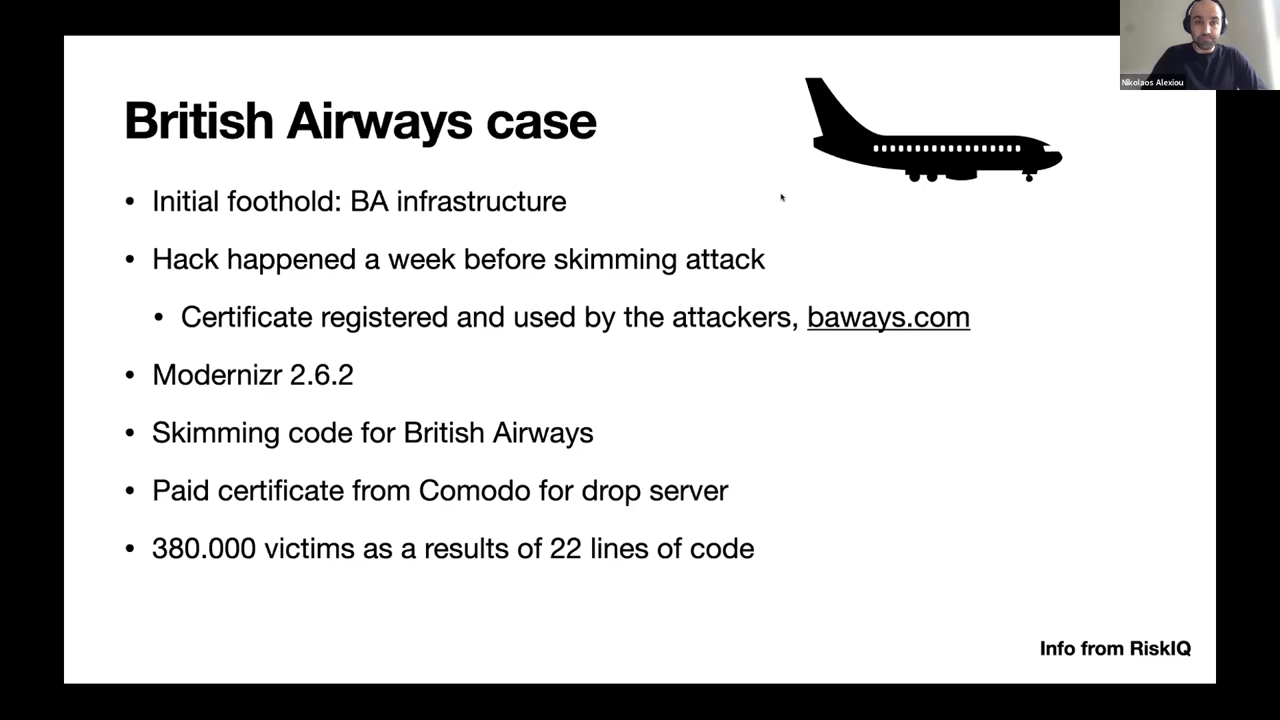 Nikolaos Alexiou
British Airways case
• Initial foothold: BA infrastructure
• Hack happened a week before skimming attack
• Certificate registered and used by the attackers, baways.com
• Modernizr 2.6.2
• Skimming code for British Airways
• Paid certificate from Comodo for drop server
• 380.000 victims as a results of 22 lines of code
Info from RiskIQ